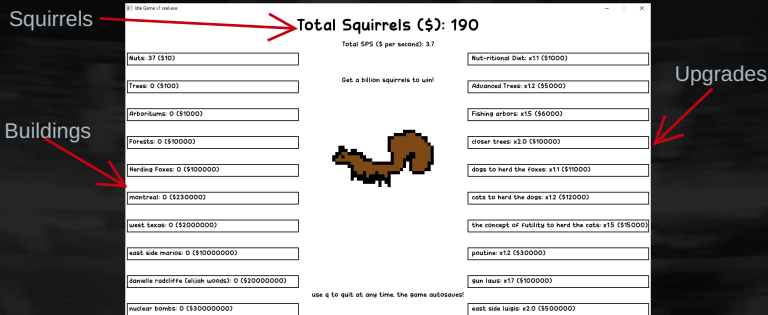 Squirrels
Idle Game v1 real.exe
Total Squirrels ($): 190
Total SPS ($ per second): 3.7
Nuts: 37 ($10)
Nut-ritional Diet: x1.1 ($1000)
Upgrades
Get a billion squirrels to win!
Trees: 0 ($100)
Advanced Trees: x1.2 ($5000)
Arboritums: 0 ($1000)
Fishing arbors: x1.5 ($6000)
Buildings
Forests: 0 ($10000)
closer trees: x2.0 ($10000)
Herding Foxes: 0 ($100000)
dogs to herd the foxes: x1.1 ($11000)
montreal: 0 ($230000)
cats to herd the dogs: x1.2 ($12000)
west texas: 0 ($2000000)
the concept of futility to herd the cats: x1.5 ($15000)
east side marios: 0 ($10000000)
poutine: x1.2 ($30000)
danielle radcliffe (elijah woods): 0 ($20000000)
gun laws: x1.7 ($100000)
use q to quit at any time, the game autosaves!
nuclear bombs: 0 ($30000000)
east side luigis: x2.0 ($500000)